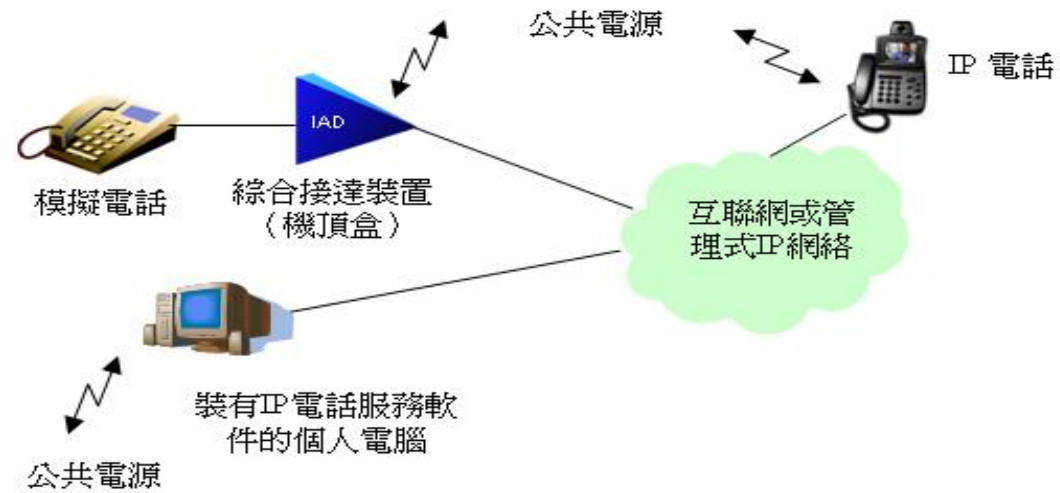 公共電源
IP 電話
IAD
模擬電話
綜合接達裝置
（機頂盒）
互聯網或管
理式IP網絡
裝有IP電話服務軟
件的個人電腦
公共電源